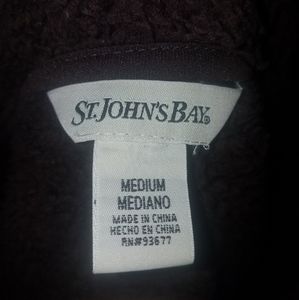 ST. JOHN'S BAY®
MEDIUM
MEDIANO
MADE IN CHINA
HECHO EN CHINA
RN#93677